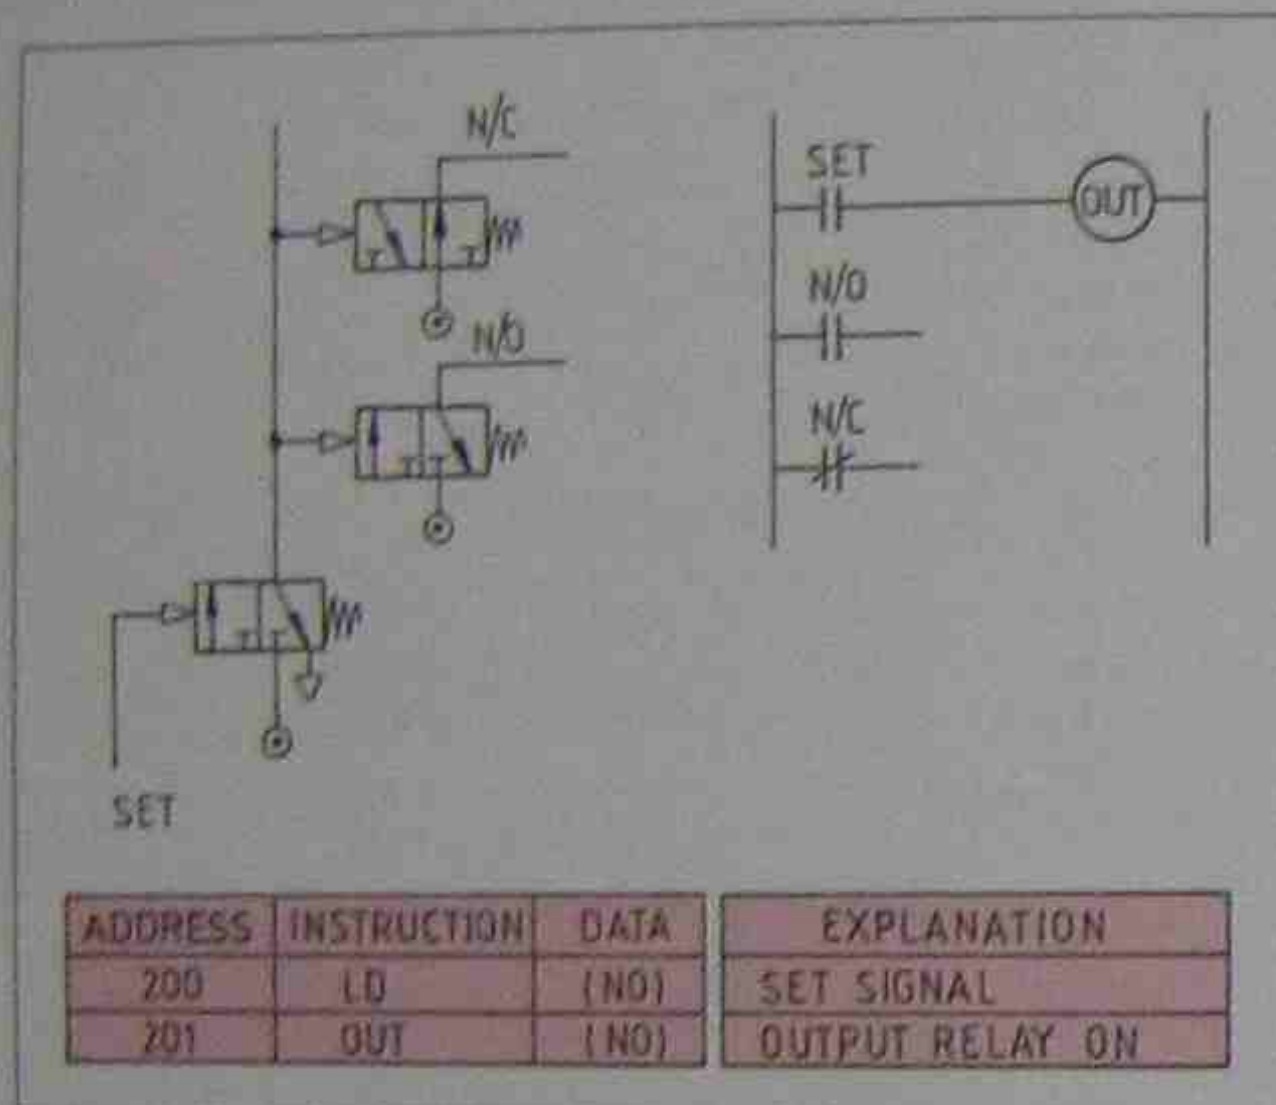 N/C
SET
OUT
N/O
N/O
N/C
SET
ADDRESS INSTRUCTION DATA EXPLANATION
200 LD (NO) SET SIGNAL
201 OUT (NO) OUTPUT RELAY ON